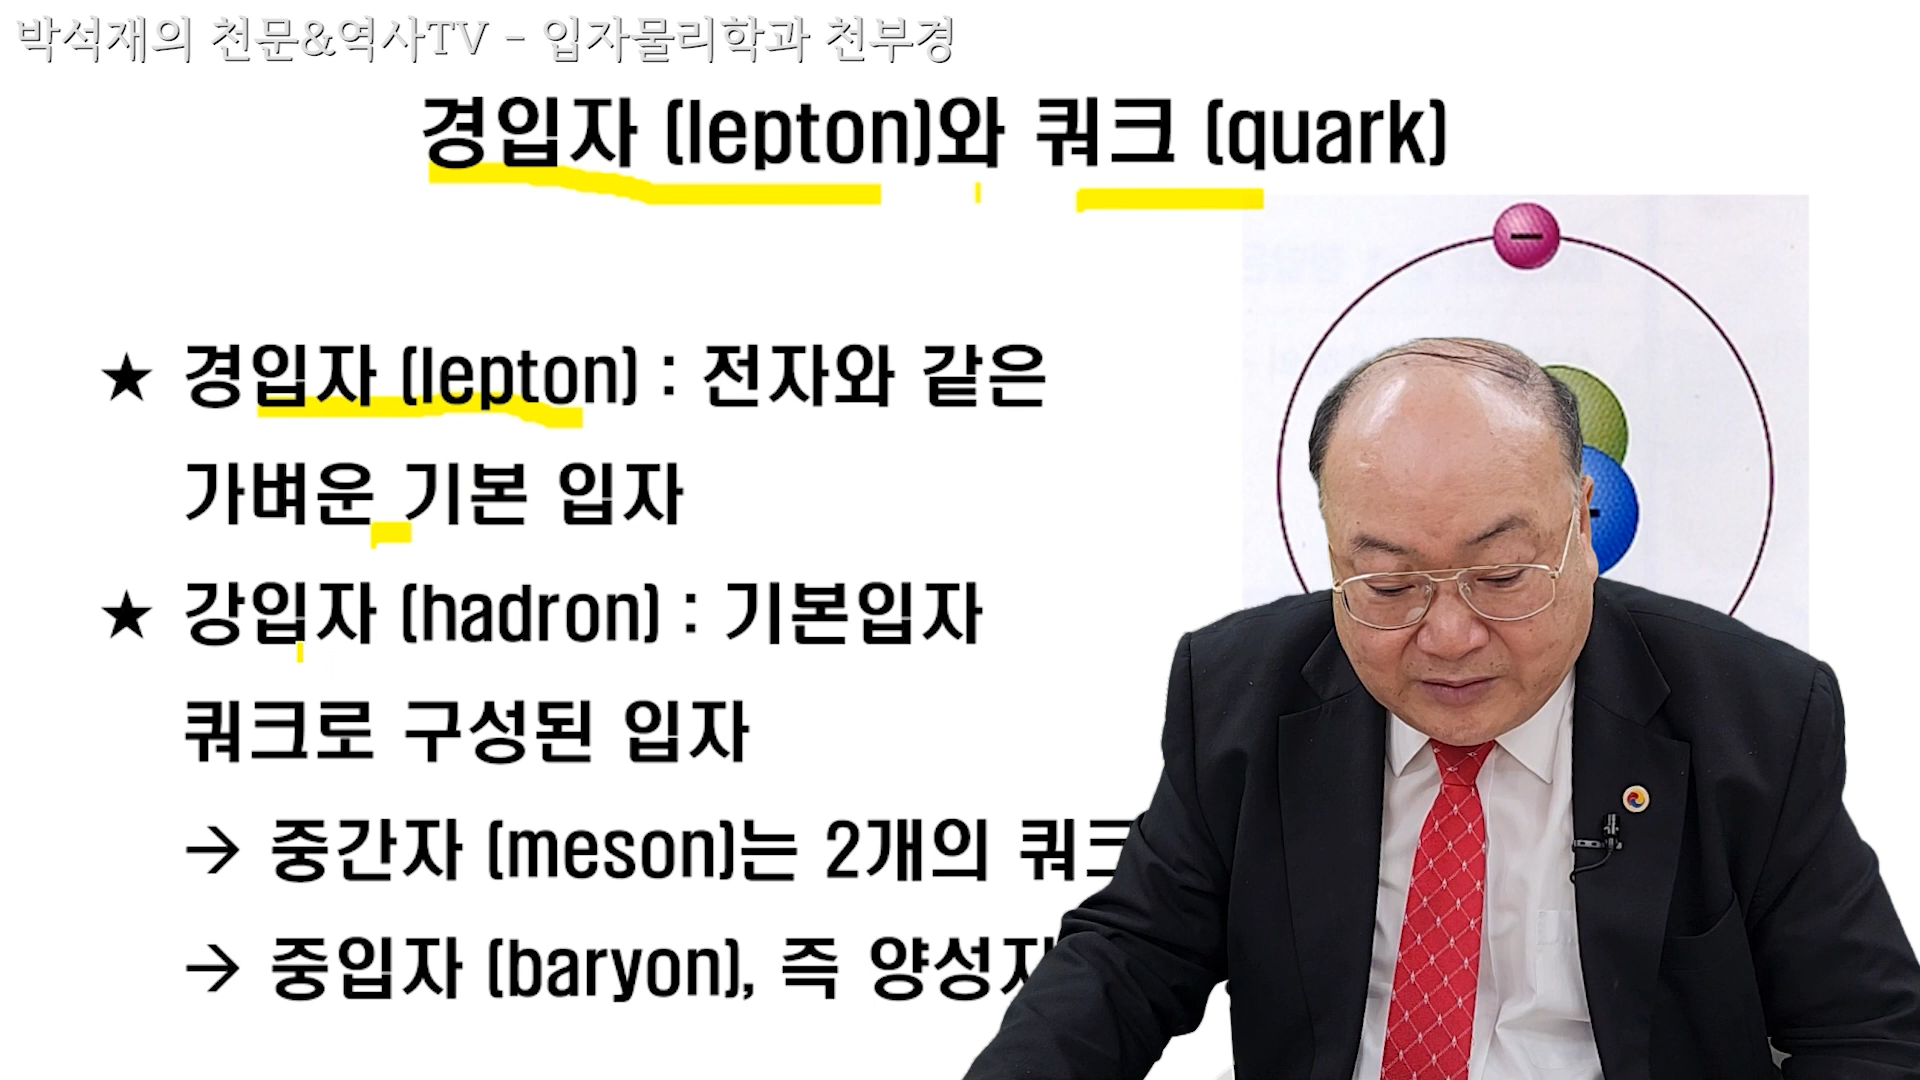 박석재의 천문&역사TV - 입자물리학과 천부경
경입자 (lepton)와 쿼크 (quark)
★ 경입자 (lepton) : 전자와 같은
가벼운 기본 입자
★ 강입자 (hadron) : 기본입자
쿼크로 구성된 입자
→ 중간자 (meson)는 2개의 쿼크
→ 중입자 (baryon), 즉 양성자